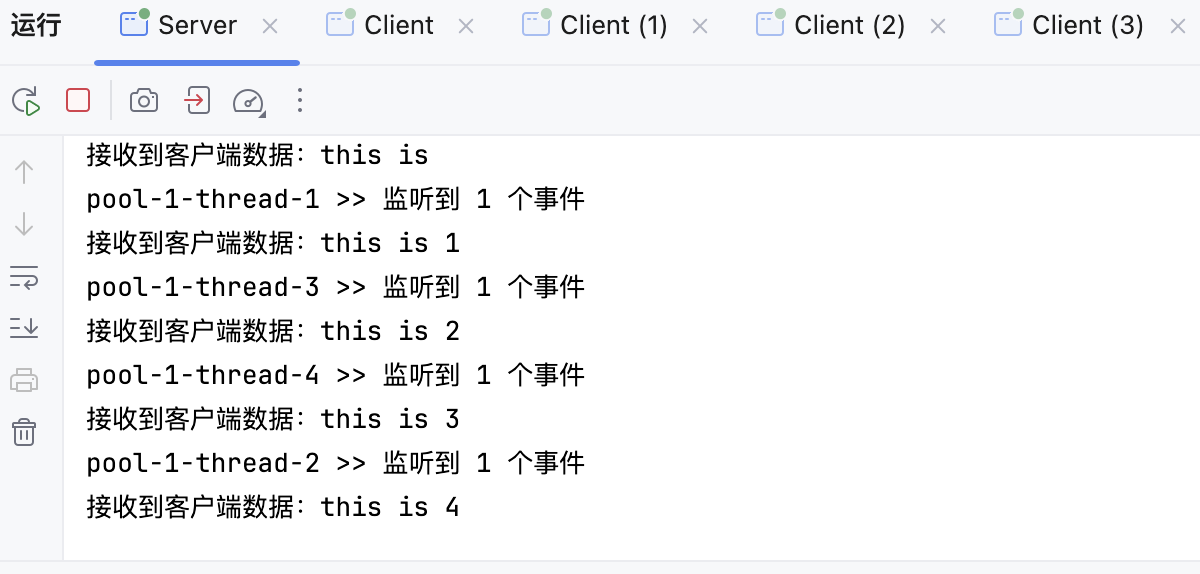 运行 Server Client Client (1) Client (2) Client (3)
接收到客户端数据：this is
pool-1-thread-1 >> 监听到 1 个事件
接收到客户端数据：this is 1
pool-1-thread-3 >> 监听到 1 个事件
接收到客户端数据：this is 2
pool-1-thread-4 >> 监听到 1 个事件
接收到客户端数据：this is 3
pool-1-thread-2 >> 监听到 1 个事件
接收到客户端数据：this is 4